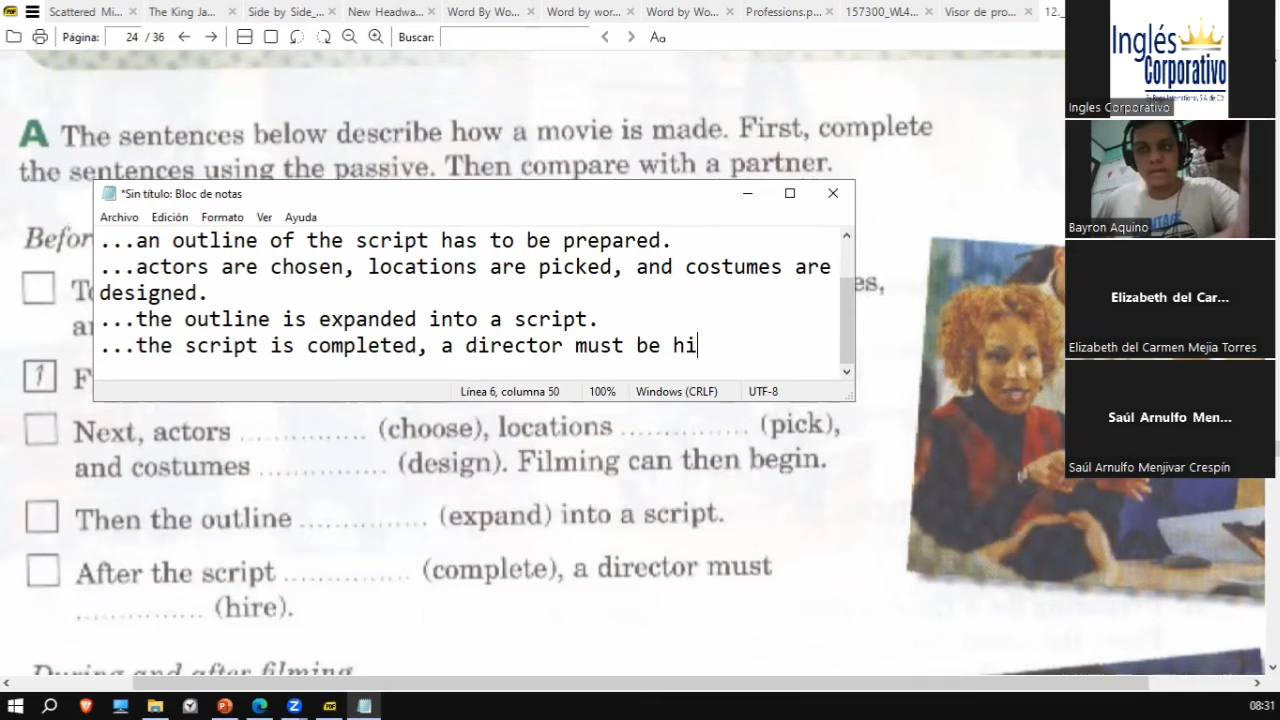 Scattered Mi...
The King Ja...
Side by Side_...
New Headwa...
Word By Wo...
Word by wor...
Word by Wo...
Professions.p...
157300_WL4...
Visor de pro...
12._
Página:
24 / 36
Buscar:
Aa
A The sentences below describe how a movie is made. First, complete
the sentences using the passive. Then compare with a partner.
*Sin título: Bloc de notas
Archivo Edición Formato Ver Ayuda
...an outline of the script has to be prepared.
...actors are chosen, locations are picked, and costumes are
designed.
...the outline is expanded into a script.
...the script is completed, a director must be hi
Línea 6, columna 50
100%
Windows (CRLF)
UTF-8
Befor
es,
1 F
Next, actors .............. (choose), locations .............. (pick),
and costumes .............. (design). Filming can then begin.
Then the outline .............. (expand) into a script.
After the script .............. (complete), a director must
.............. (hire).
During and after filming
Inglés
Corporativo
Ingles Corporativo
Bayron Aquino
Elizabeth del Car...
Elizabeth del Carmen Mejia Torres
Saúl Arnulfo Men...
Saúl Arnulfo Menjivar Crespín
08:31